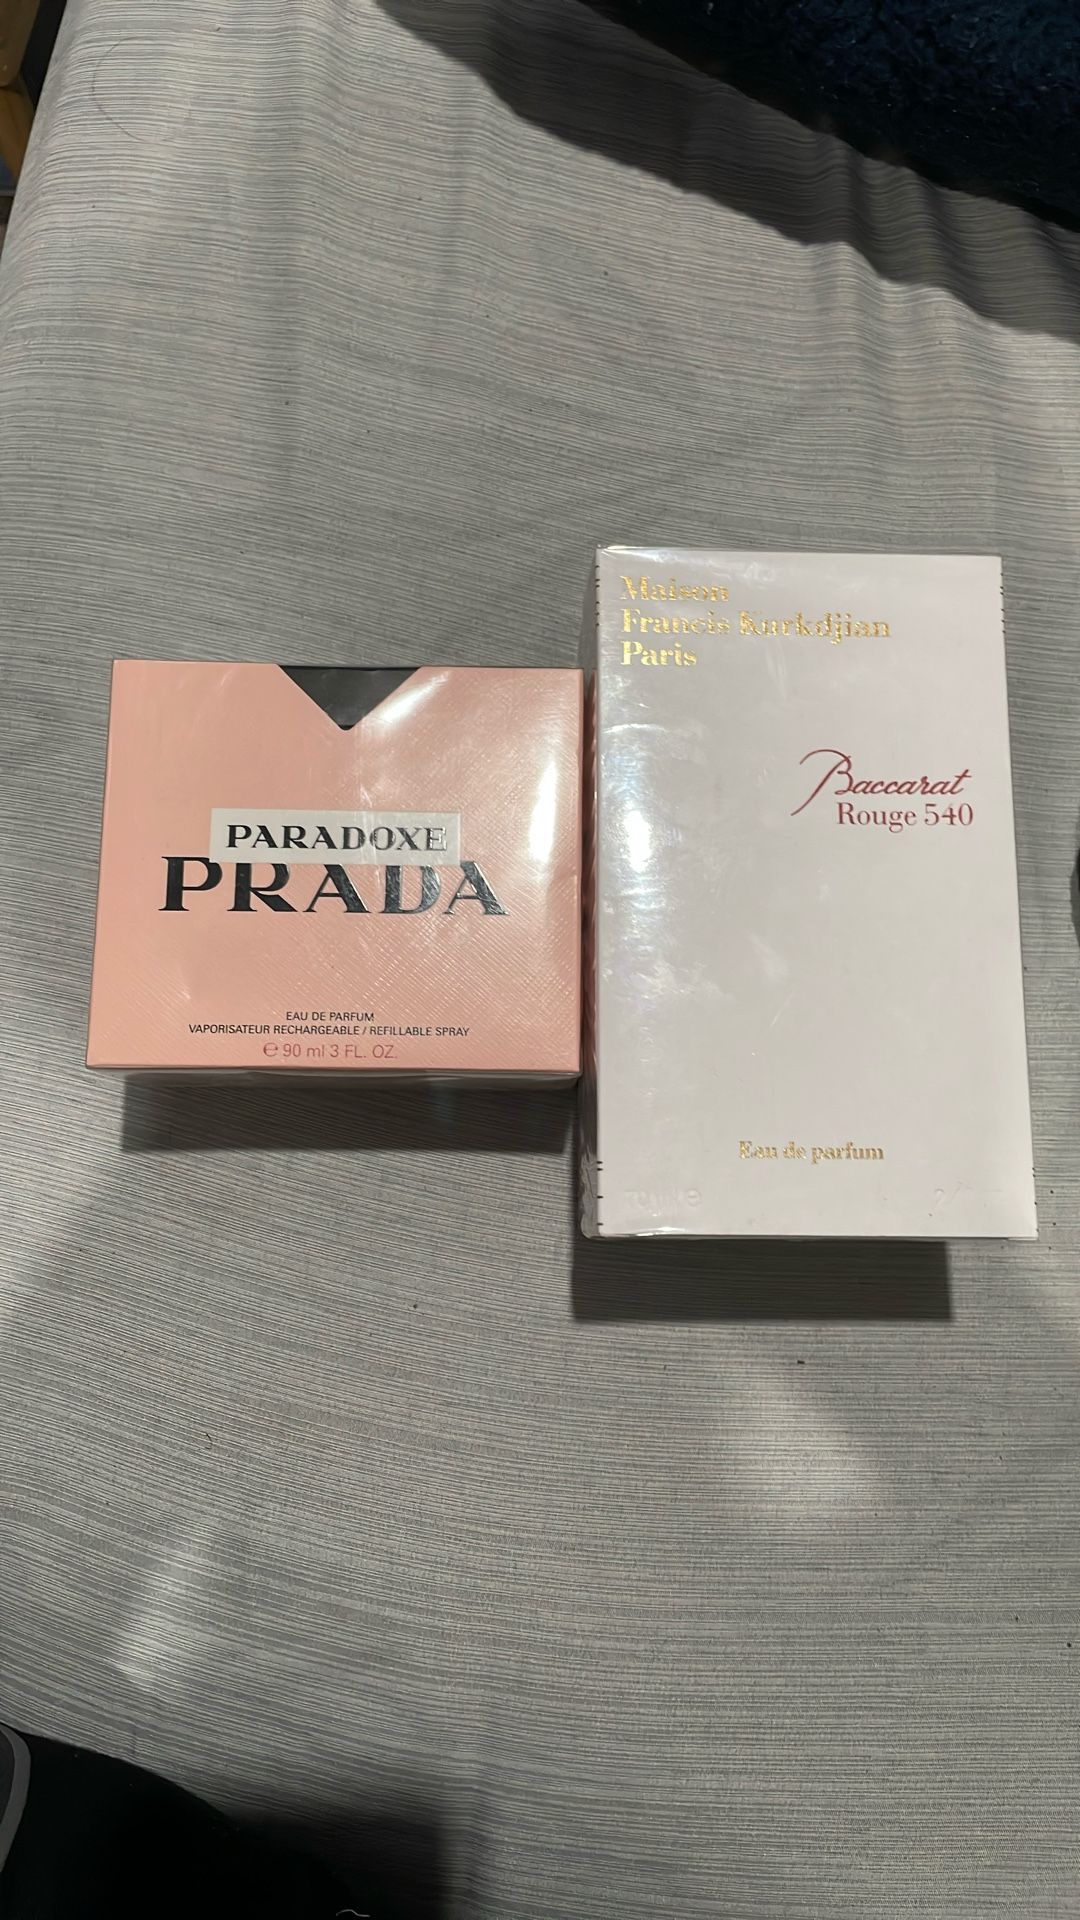 PARADOXE
PRADA
EAU DE PARFUM
VAPORISATEUR RECHARGEABLE / REFILLABLE SPRAY
℮ 90 ml 3 FL. OZ.
Maison
Francis Kurkdjian
Paris
Baccarat
Rouge 540
Eau de parfum